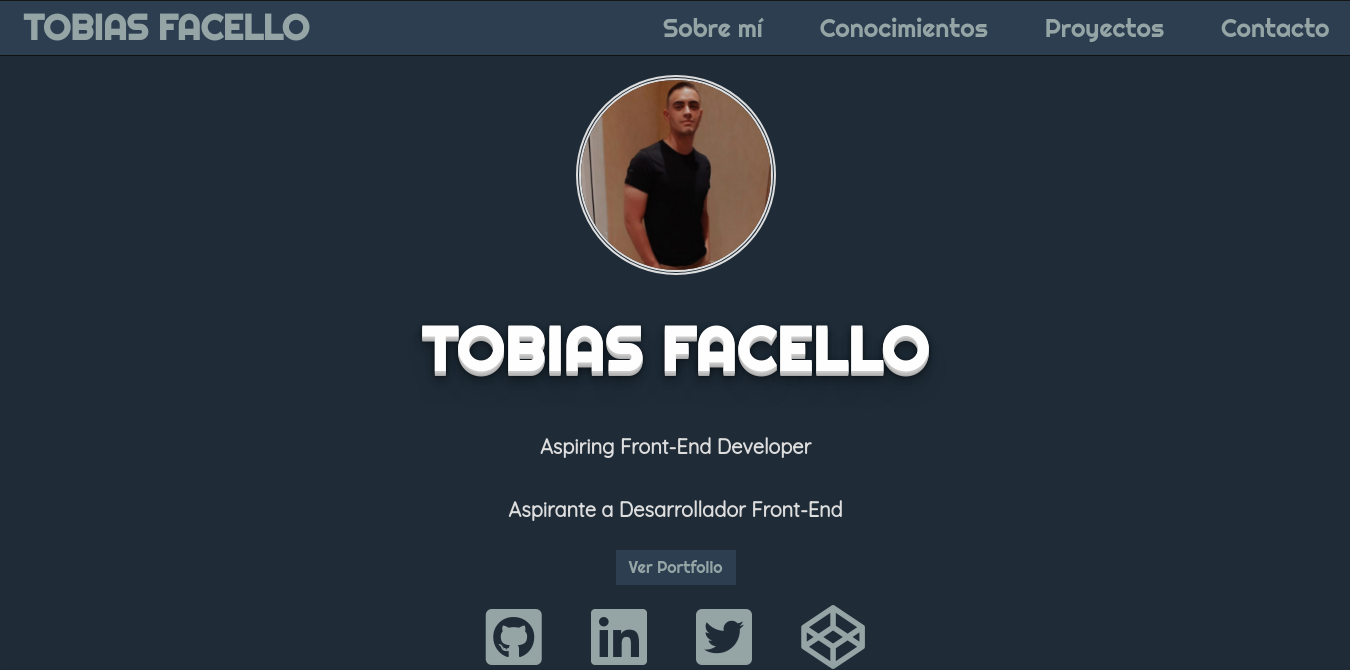 TOBIAS FACELLO
Sobre mí
Conocimientos
Proyectos
Contacto
TOBIAS FACELLO
Aspiring Front-End Developer
Aspirante a Desarrollador Front-End
Ver Portfolio
in